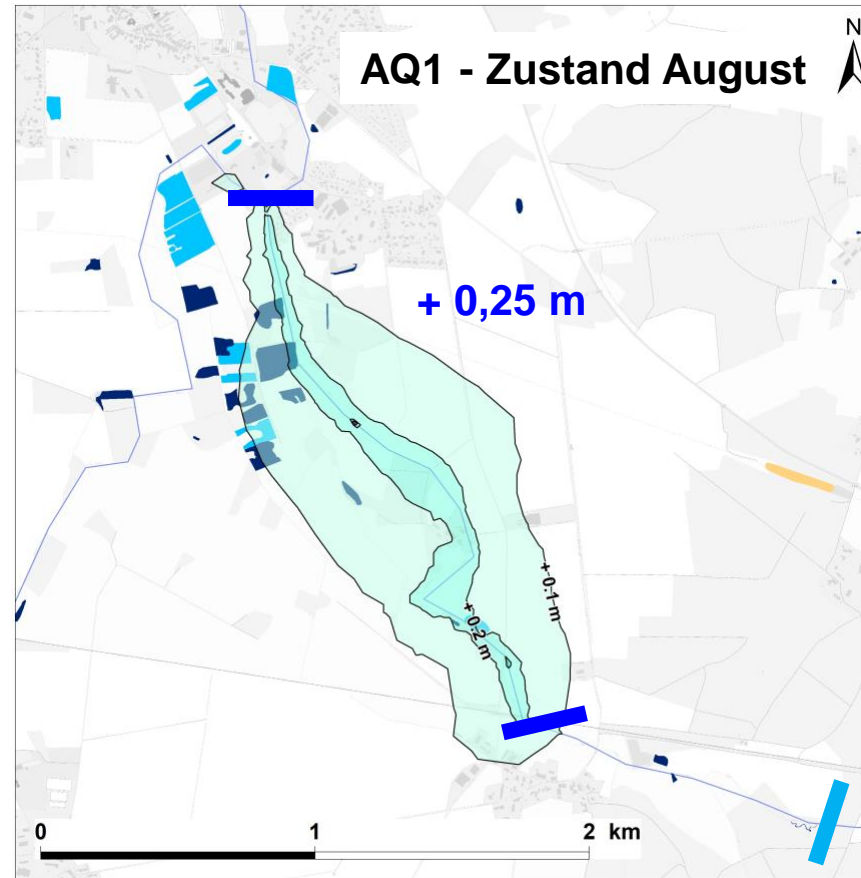 N
AQ1 - Zustand August
+ 0,25 m
+ 0.1 m
+ 0.2 m
0 1 2 km